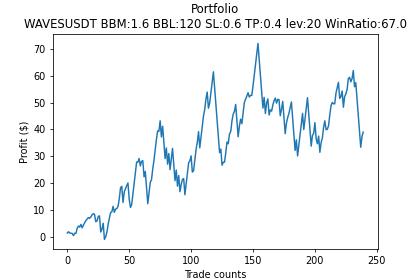 Portfolio
WAVESUSDT BBM:1.6 BBL:120 SL:0.6 TP:0.4 lev:20 WinRatio:67.0
70
60
50
40
30
20
10
0
Profit ($)
0 50 100 150 200 250
Trade counts